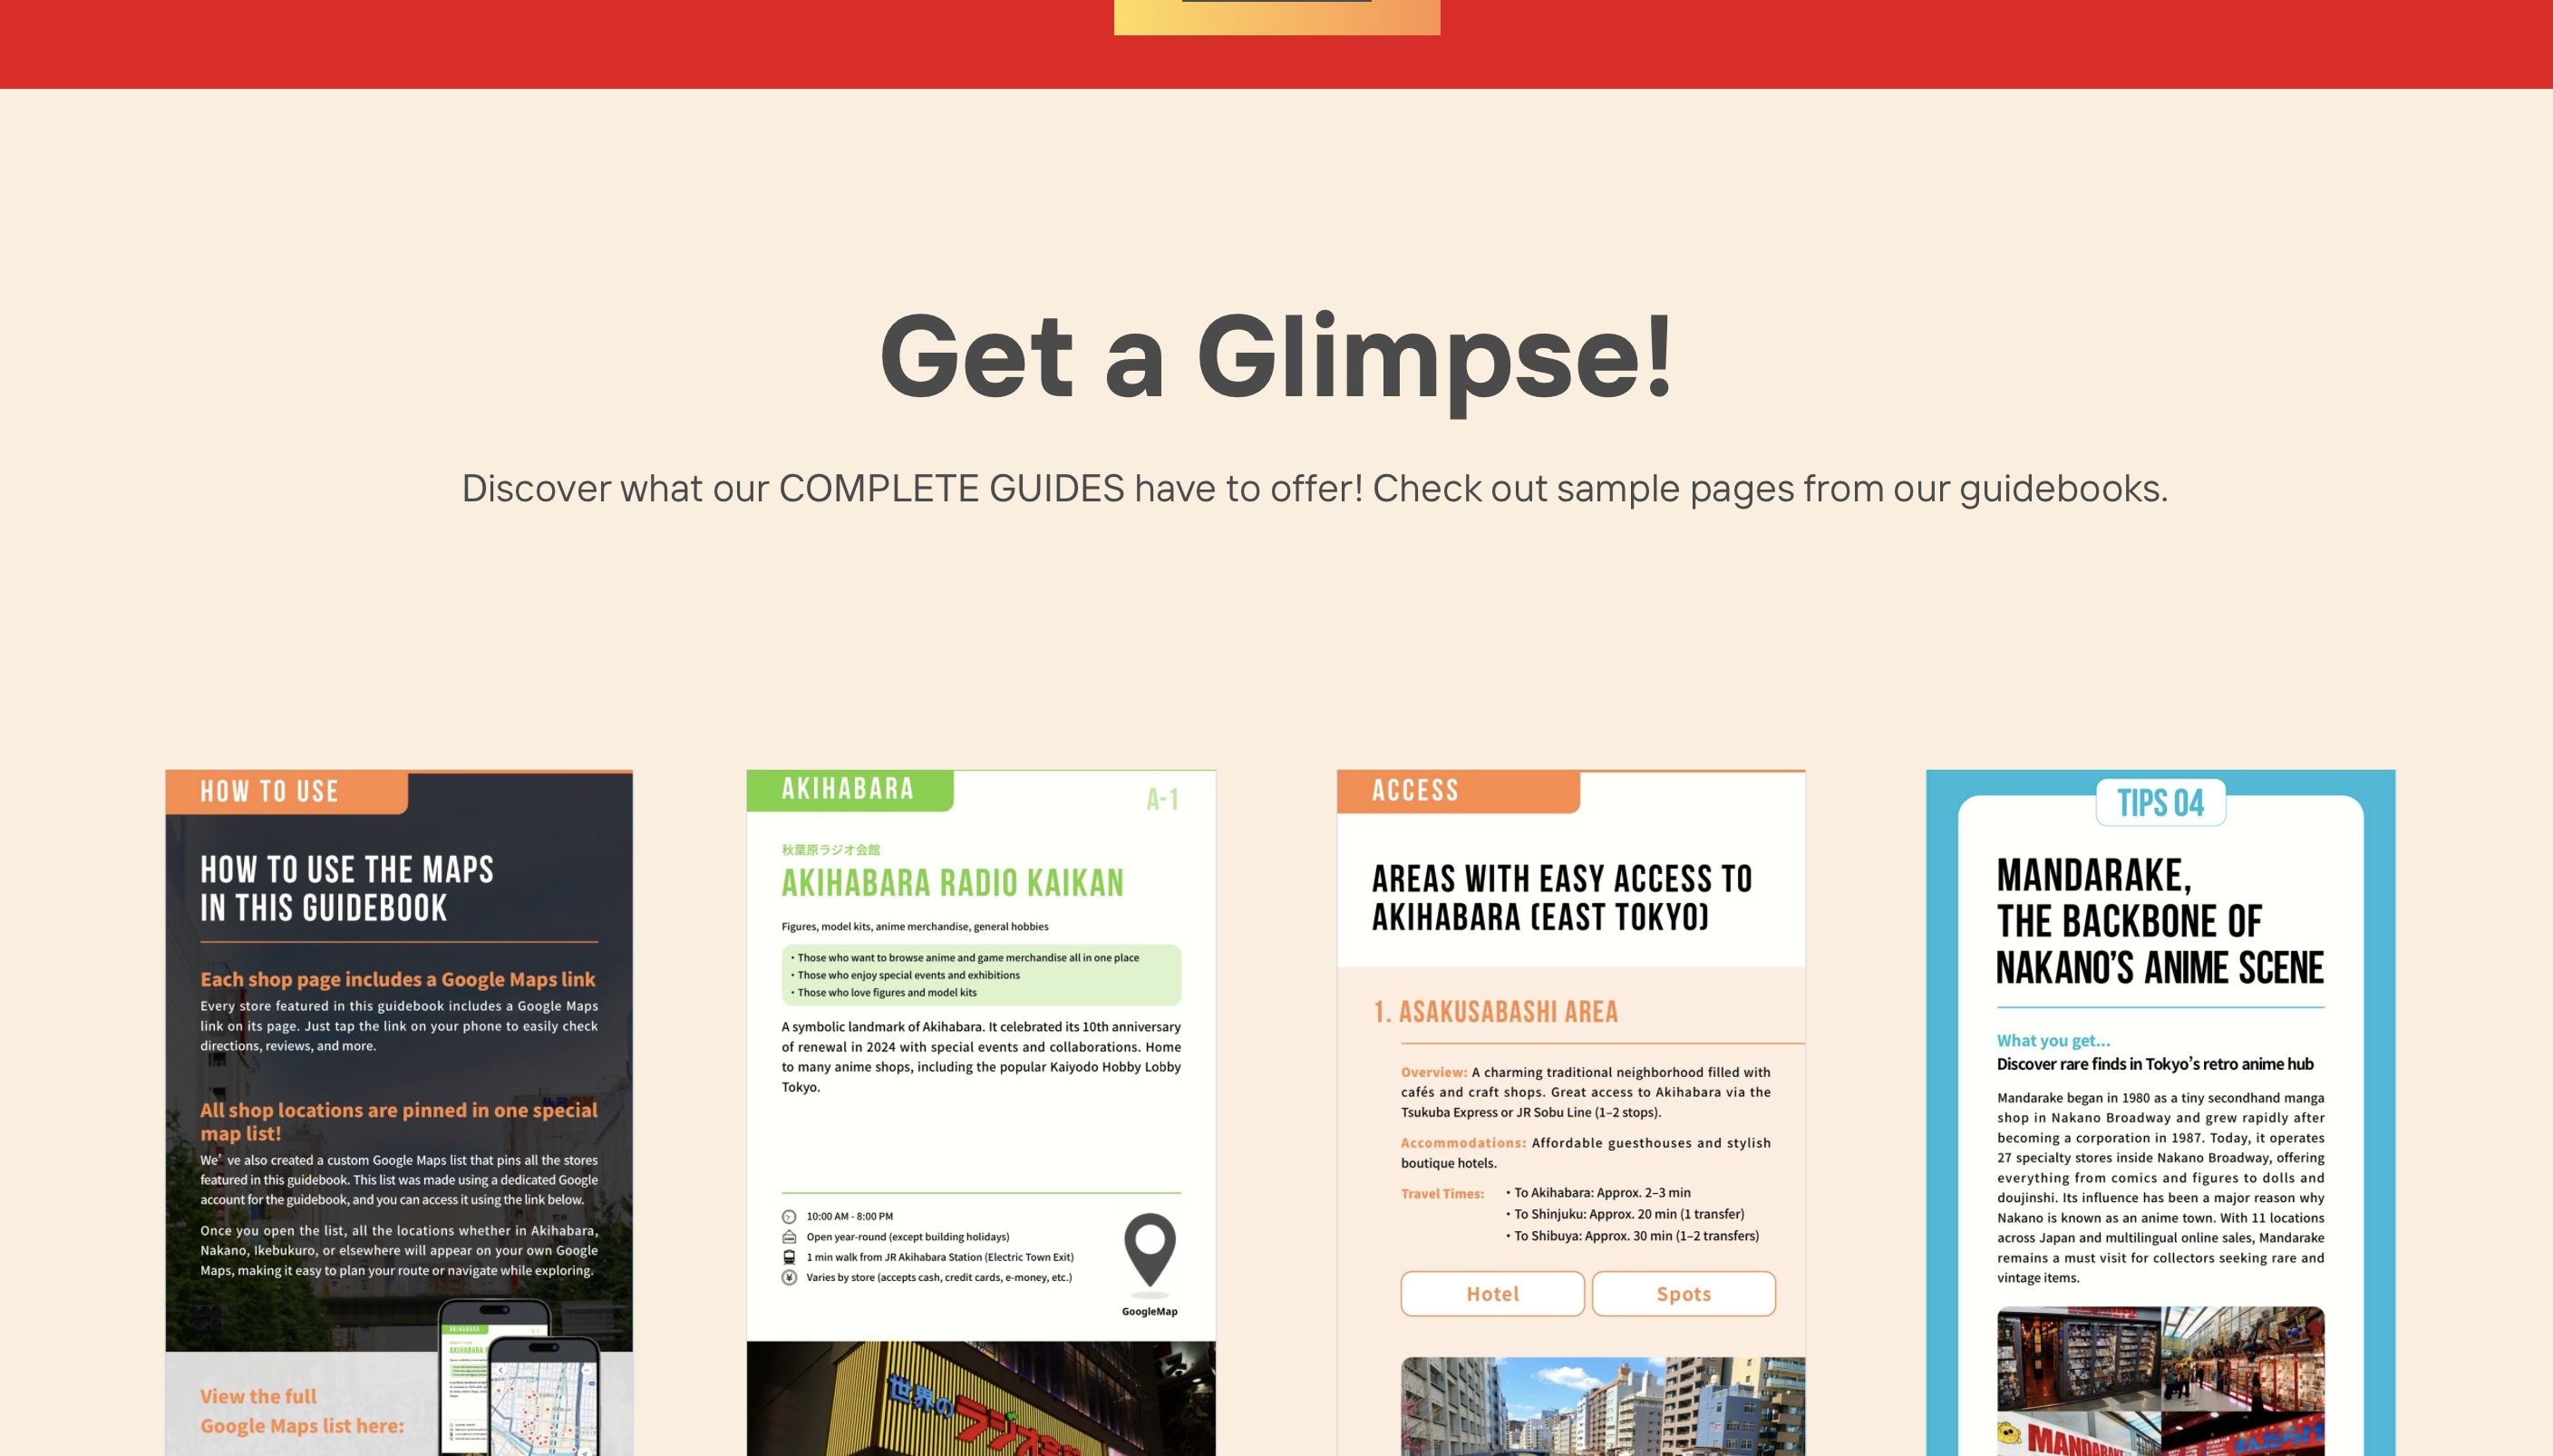 Get a Glimpse!
Discover what our COMPLETE GUIDES have to offer! Check out sample pages from our guidebooks.
HOW TO USE
HOW TO USE THE MAPS
IN THIS GUIDEBOOK
Each shop page includes a Google Maps link
Every store featured in this guidebook includes a Google Maps
link on its page. Just tap the link on your phone to easily check
directions, reviews, and more.
All shop locations are pinned in one special
map list!
We’ve also created a custom Google Maps list that pins all the stores
featured in this guidebook. This list was made using a dedicated Google
account for the guidebook, and you can access it using the link below.
Once you open the list, all the locations whether in Akihabara,
Nakano, Ikebukuro, or elsewhere will appear on your own Google
Maps, making it easy to plan your route or navigate while exploring.
View the full
Google Maps list here:
AKIHABARA
AKIHABARA
A-1
秋葉原ラジオ会館
AKIHABARA RADIO KAIKAN
Figures, model kits, anime merchandise, general hobbies
・Those who want to browse anime and game merchandise all in one place
・Those who enjoy special events and exhibitions
・Those who love figures and model kits
A symbolic landmark of Akihabara. It celebrated its 10th anniversary
of renewal in 2024 with special events and collaborations. Home
to many anime shops, including the popular Kaiyodo Hobby Lobby
Tokyo.
10:00 AM - 8:00 PM
Open year-round (except building holidays)
1 min walk from JR Akihabara Station (Electric Town Exit)
Varies by store (accepts cash, credit cards, e-money, etc.)
GoogleMap
世界の
ラジオ会館
ACCESS
AREAS WITH EASY ACCESS TO
AKIHABARA (EAST TOKYO)
1. ASAKUSABASHI AREA
Overview: A charming traditional neighborhood filled with
cafés and craft shops. Great access to Akihabara via the
Tsukuba Express or JR Sobu Line (1–2 stops).
Accommodations: Affordable guesthouses and stylish
boutique hotels.
Travel Times: ・To Akihabara: Approx. 2–3 min
・To Shinjuku: Approx. 20 min (1 transfer)
・To Shibuya: Approx. 30 min (1–2 transfers)
Hotel
Spots
TIPS 04
MANDARAKE,
THE BACKBONE OF
NAKANO’S ANIME SCENE
What you get...
Discover rare finds in Tokyo’s retro anime hub
Mandarake began in 1980 as a tiny secondhand manga
shop in Nakano Broadway and grew rapidly after
becoming a corporation in 1987. Today, it operates
27 specialty stores inside Nakano Broadway, offering
everything from comics and figures to dolls and
doujinshi. Its influence has been a major reason why
Nakano is known as an anime town. With 11 locations
across Japan and multilingual online sales, Mandarake
remains a must visit for collectors seeking rare and
vintage items.
MANDARAKE
まんだらけ